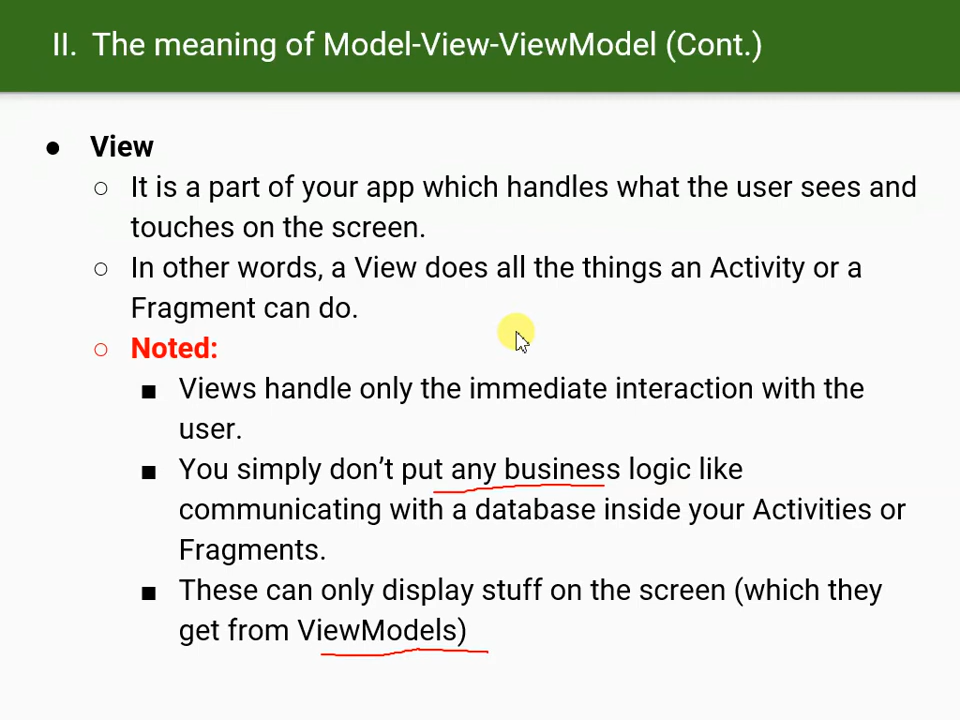 II. The meaning of Model-View-ViewModel (Cont.)
● View
○ It is a part of your app which handles what the user sees and
touches on the screen.
○ In other words, a View does all the things an Activity or a
Fragment can do.
○ Noted:
■ Views handle only the immediate interaction with the
user.
■ You simply don’t put any business logic like
communicating with a database inside your Activities or
Fragments.
■ These can only display stuff on the screen (which they
get from ViewModels)